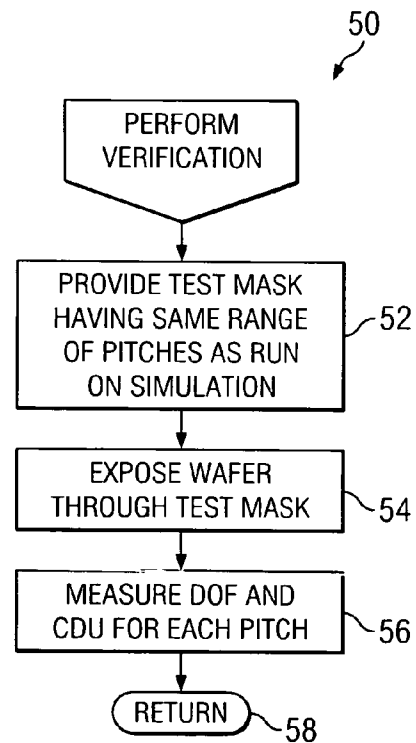 50
PERFORM
VERIFICATION
PROVIDE TEST MASK
HAVING SAME RANGE
OF PITCHES AS RUN
ON SIMULATION
52
EXPOSE WAFER
THROUGH TEST MASK
54
MEASURE DOF AND
CDU FOR EACH PITCH
56
RETURN
58